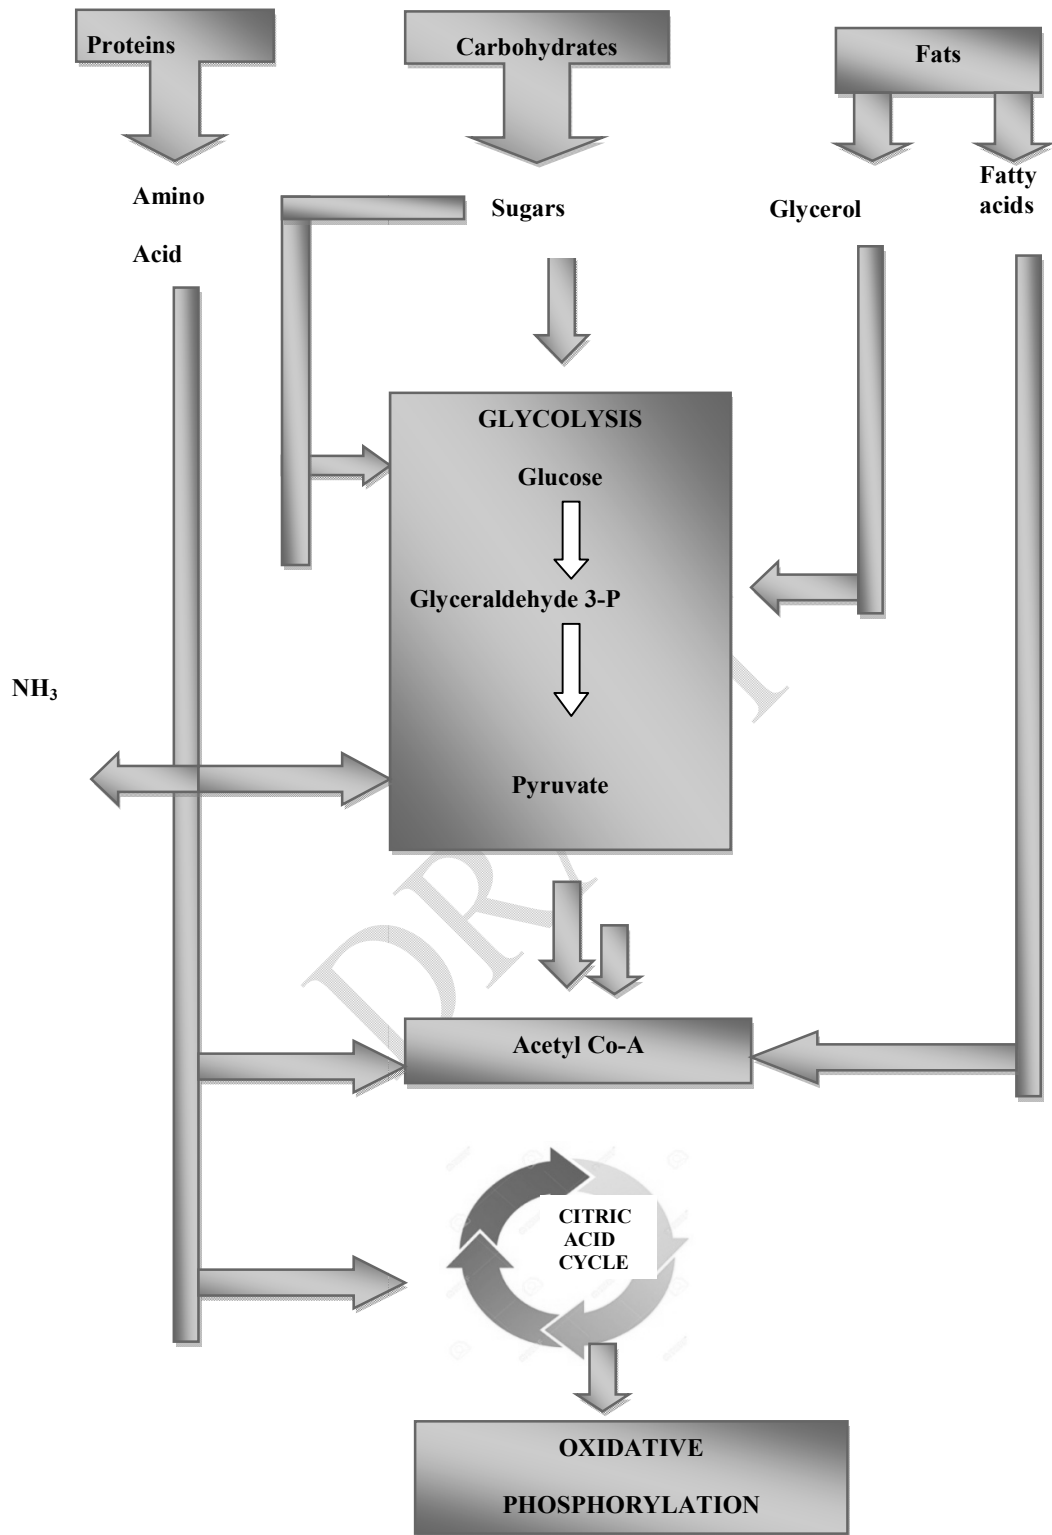 Proteins
Carbohydrates
Fats
Amino
Acid
Sugars
Glycerol
Fatty
acids
GLYCOLYSIS
Glucose
Glyceraldehyde 3-P
NH₃
Pyruvate
DRAFT
Acetyl Co-A
CITRIC
ACID
CYCLE
OXIDATIVE
PHOSPHORYLATION